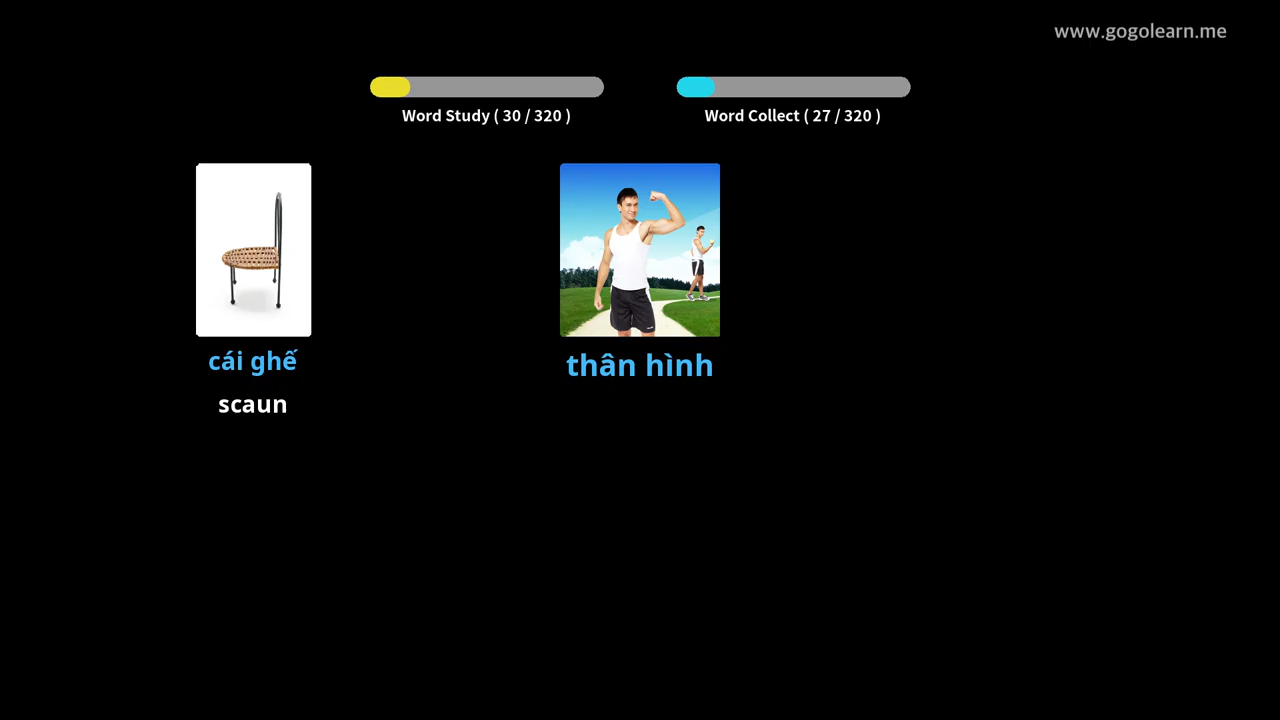 www.gogolearn.me
Word Study ( 30 / 320 )
Word Collect ( 27 / 320 )
cái ghế
scaun
thân hình